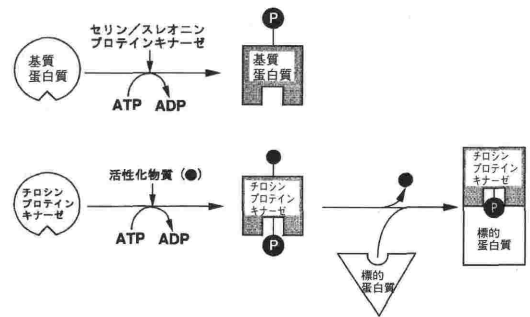 セリン／スレオニン
プロテインキナーゼ
基質
蛋白質
ATP
ADP
P
基質
蛋白質
活性化物質（●）
チロシン
プロテイン
キナーゼ
ATP
ADP
チロシン
プロテイン
キナーゼ
P
標的
蛋白質
チロシン
プロテイン
キナーゼ
P
標的
蛋白質